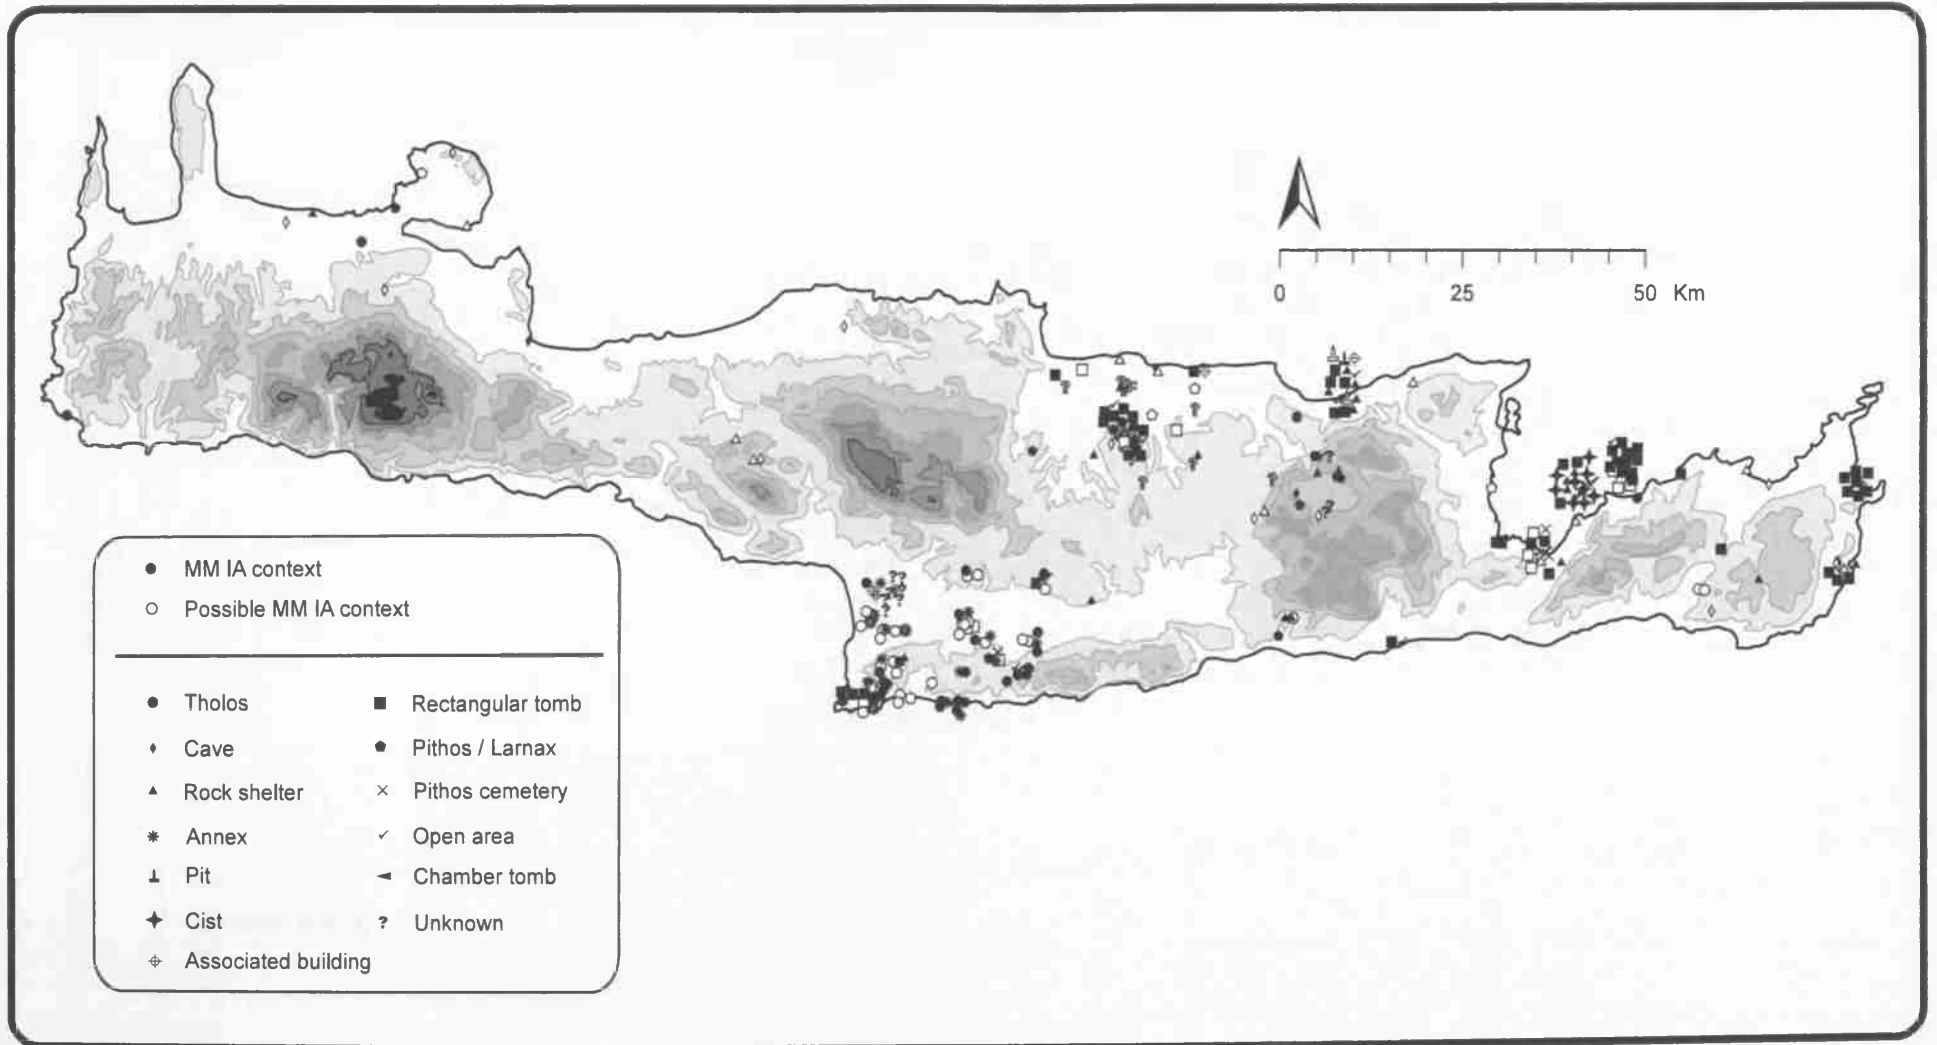 0 25 50 Km
MM IA context
Possible MM IA context
Tholos
Rectangular tomb
Cave
Pithos / Larnax
Rock shelter
Pithos cemetery
Annex
Open area
Pit
Chamber tomb
Cist
? Unknown
Associated building